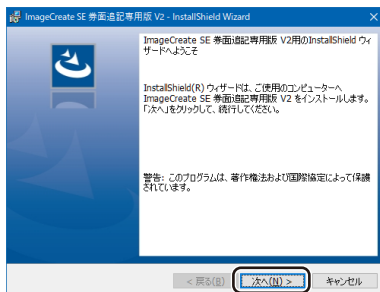 ImageCreate SE 券面追記専用版 V2 - InstallShield Wizard
ImageCreate SE 券面追記専用版 V2用のInstallShield ウィ
ザードへようこそ
InstallShield(R) ウィザードは、ご使用のコンピューターへ
ImageCreate SE 券面追記専用版 V2 をインストールします。
「次へ」をクリックして、続行してください。
警告: このプログラムは、著作権法および国際協定によって保護
されています。
< 戻る(B)
次へ(N) >
キャンセル